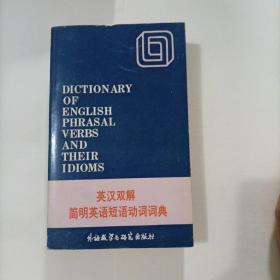 DICTIONARY
OF
ENGLISH
PHRASAL
VERBS
AND
THEIR
IDIOMS
英汉双解
简明英语短语动词词典
外语教学与研究出版社